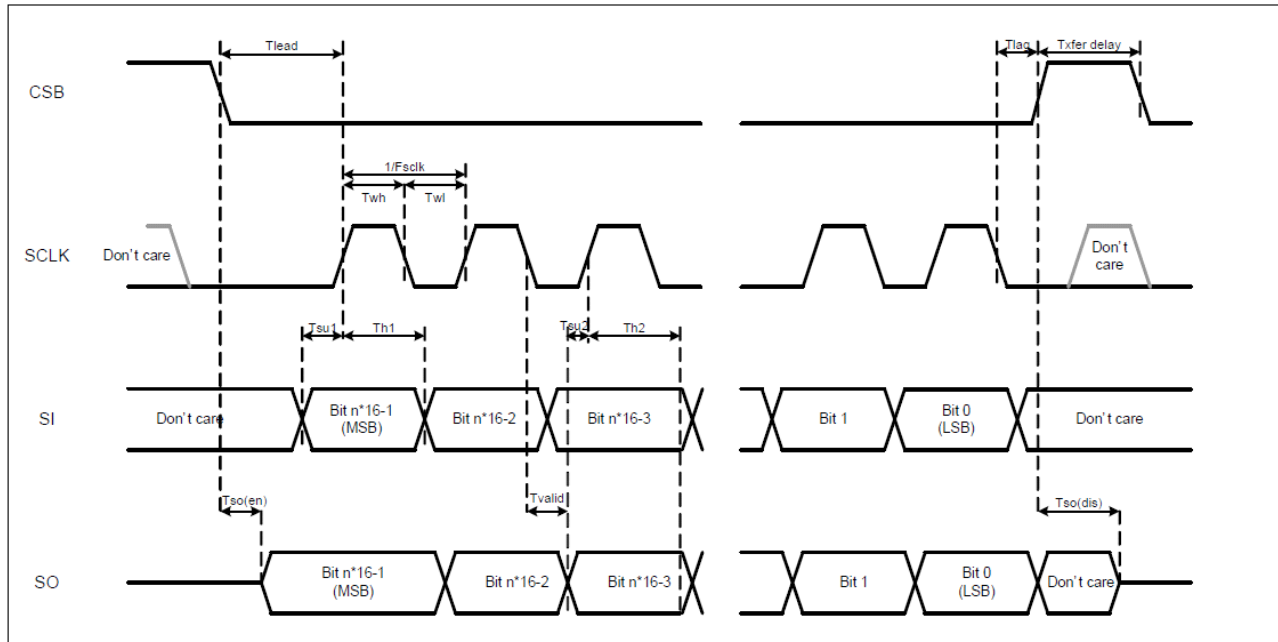 Tlead
Tlag
Txfer delay
CSB
1/Fsclk
Twh
Twl
SCLK
Don't care
Don't
care
Tsu1
Th1
Tsu2
Th2
SI
Don't care
Bit n*16-1
(MSB)
Bit n*16-2
Bit n*16-3
Bit 1
Bit 0
(LSB)
Don't care
Tso(en)
Tvalid
Tso(dis)
SO
Bit n*16-1
(MSB)
Bit n*16-2
Bit n*16-3
Bit 1
Bit 0
(LSB)
Don't care